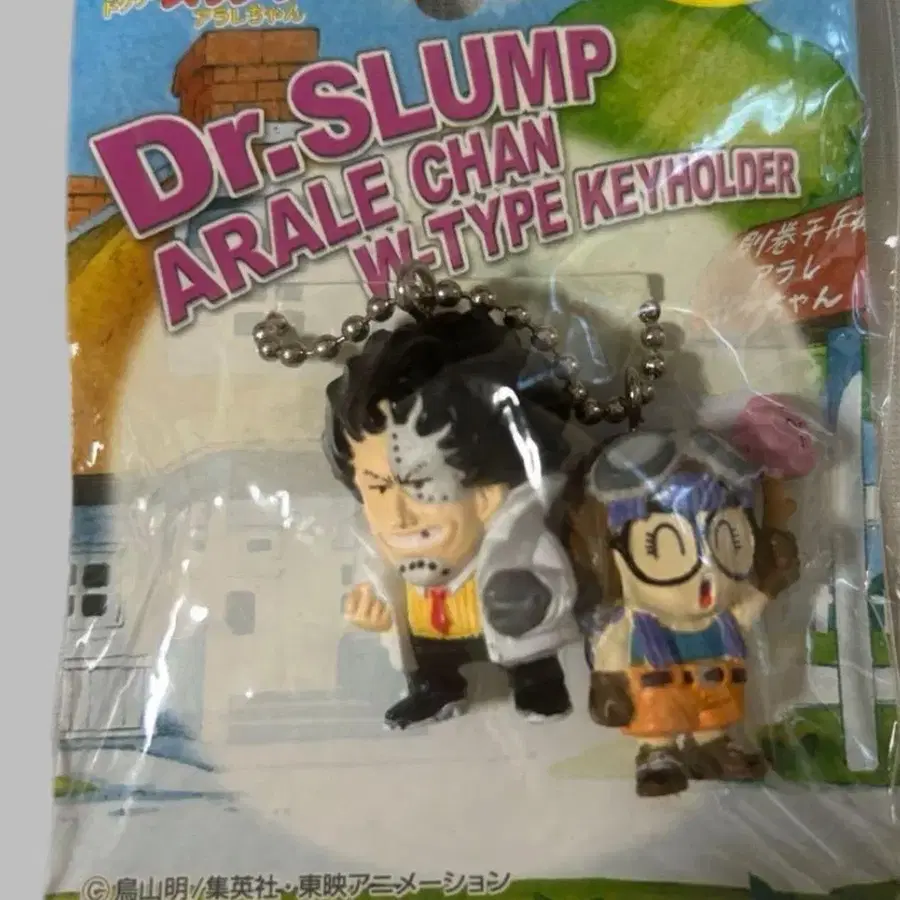 アラレちゃん
Dr.SLUMP
ARALE CHAN
W-TYPE KEYHOLDER
アラレ
ちゃん
©鳥山明/集英社・東映アニメーション